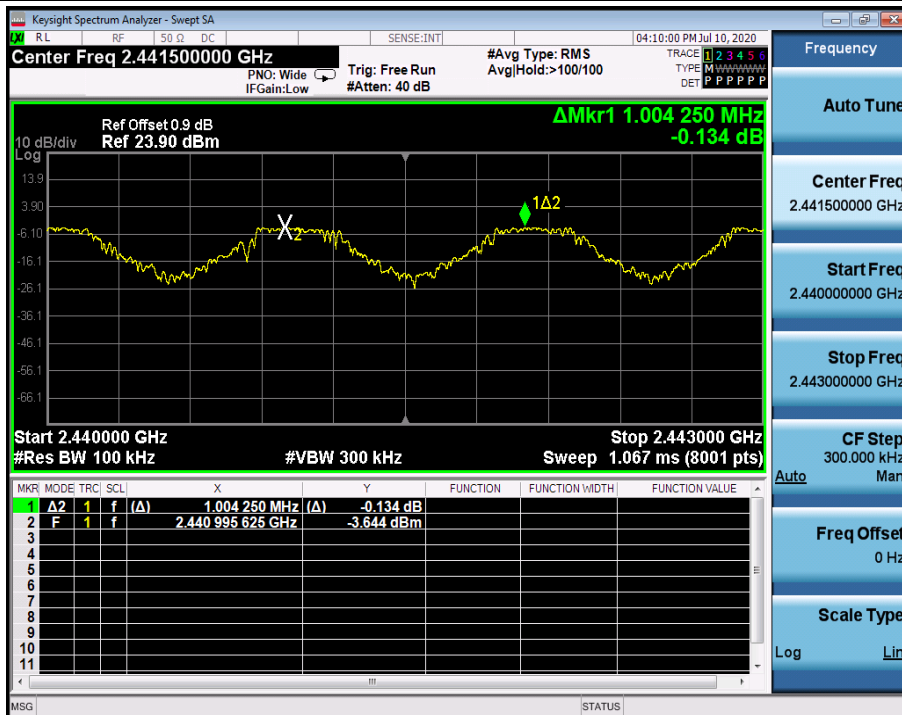 Keysight Spectrum Analyzer - Swept SA
LXI RL RF 50 Ω DC SENSE:INT 04:10:00 PM Jul 10, 2020
Center Freq 2.441500000 GHz
PNO: Wide
IFGain:Low
Trig: Free Run
#Atten: 40 dB
#Avg Type: RMS
Avg|Hold:>100/100
TRACE 1 2 3 4 5 6
TYPE M W W W W W
DET P P P P P P
ΔMkr1 1.004 250 MHz
-0.134 dB
Ref Offset 0.9 dB
10 dB/div Ref 23.90 dBm
Log
13.9
3.90
-6.10
-16.1
-26.1
-36.1
-46.1
-56.1
-66.1
X2
1Δ2
Start 2.440000 GHz Stop 2.443000 GHz
#Res BW 100 kHz #VBW 300 kHz Sweep 1.067 ms (8001 pts)
MKR MODE TRC SCL X Y FUNCTION FUNCTION WIDTH FUNCTION VALUE
1 Δ2 1 f (Δ) 1.004 250 MHz (Δ) -0.134 dB
2 F 1 f 2.440 995 625 GHz -3.644 dBm
3
4
5
6
7
8
9
10
11
MSG STATUS
Frequency
Auto Tune
Center Freq
2.441500000 GHz
Start Freq
2.440000000 GHz
Stop Freq
2.443000000 GHz
CF Step
300.000 kHz
Auto Man
Freq Offset
0 Hz
Scale Type
Log Lin